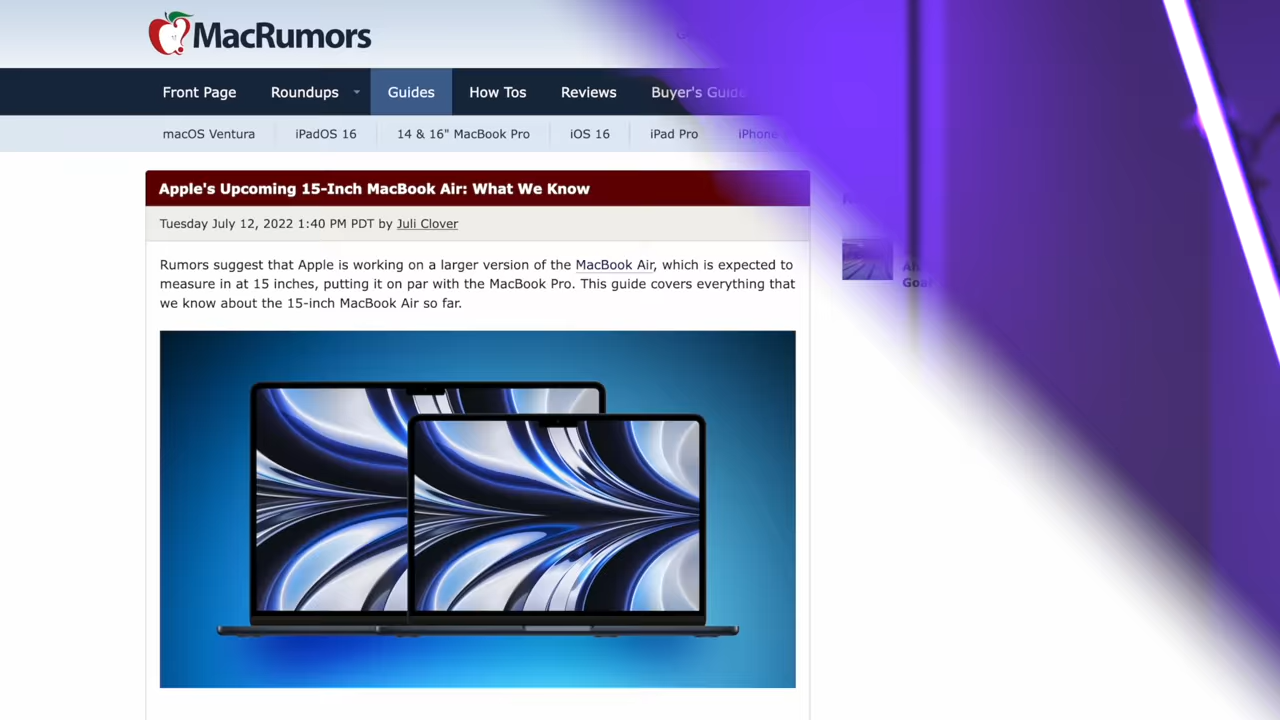 MacRumors
Front Page Roundups Guides How Tos Reviews Buyer's Guide
macOS Ventura iPadOS 16 14 & 16" MacBook Pro iOS 16 iPad Pro iPhone
Apple's Upcoming 15-Inch MacBook Air: What We Know
Tuesday July 12, 2022 1:40 PM PDT by Juli Clover
Rumors suggest that Apple is working on a larger version of the MacBook Air, which is expected to
measure in at 15 inches, putting it on par with the MacBook Pro. This guide covers everything that
we know about the 15-inch MacBook Air so far.